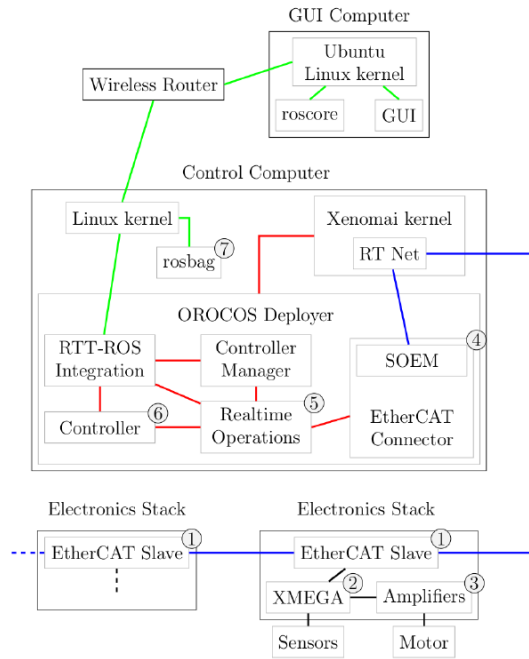 GUI Computer
Ubuntu
Linux kernel
Wireless Router
roscore
GUI
Control Computer
Linux kernel
Xenomai kernel
7
rosbag
RT Net
OROCOS Deployer
RTT-ROS
Integration
Controller
Manager
4
SOEM
6
Controller
5
Realtime
Operations
EtherCAT
Connector
Electronics Stack
Electronics Stack
1
EtherCAT Slave
1
EtherCAT Slave
2
XMEGA
3
Amplifiers
Sensors
Motor